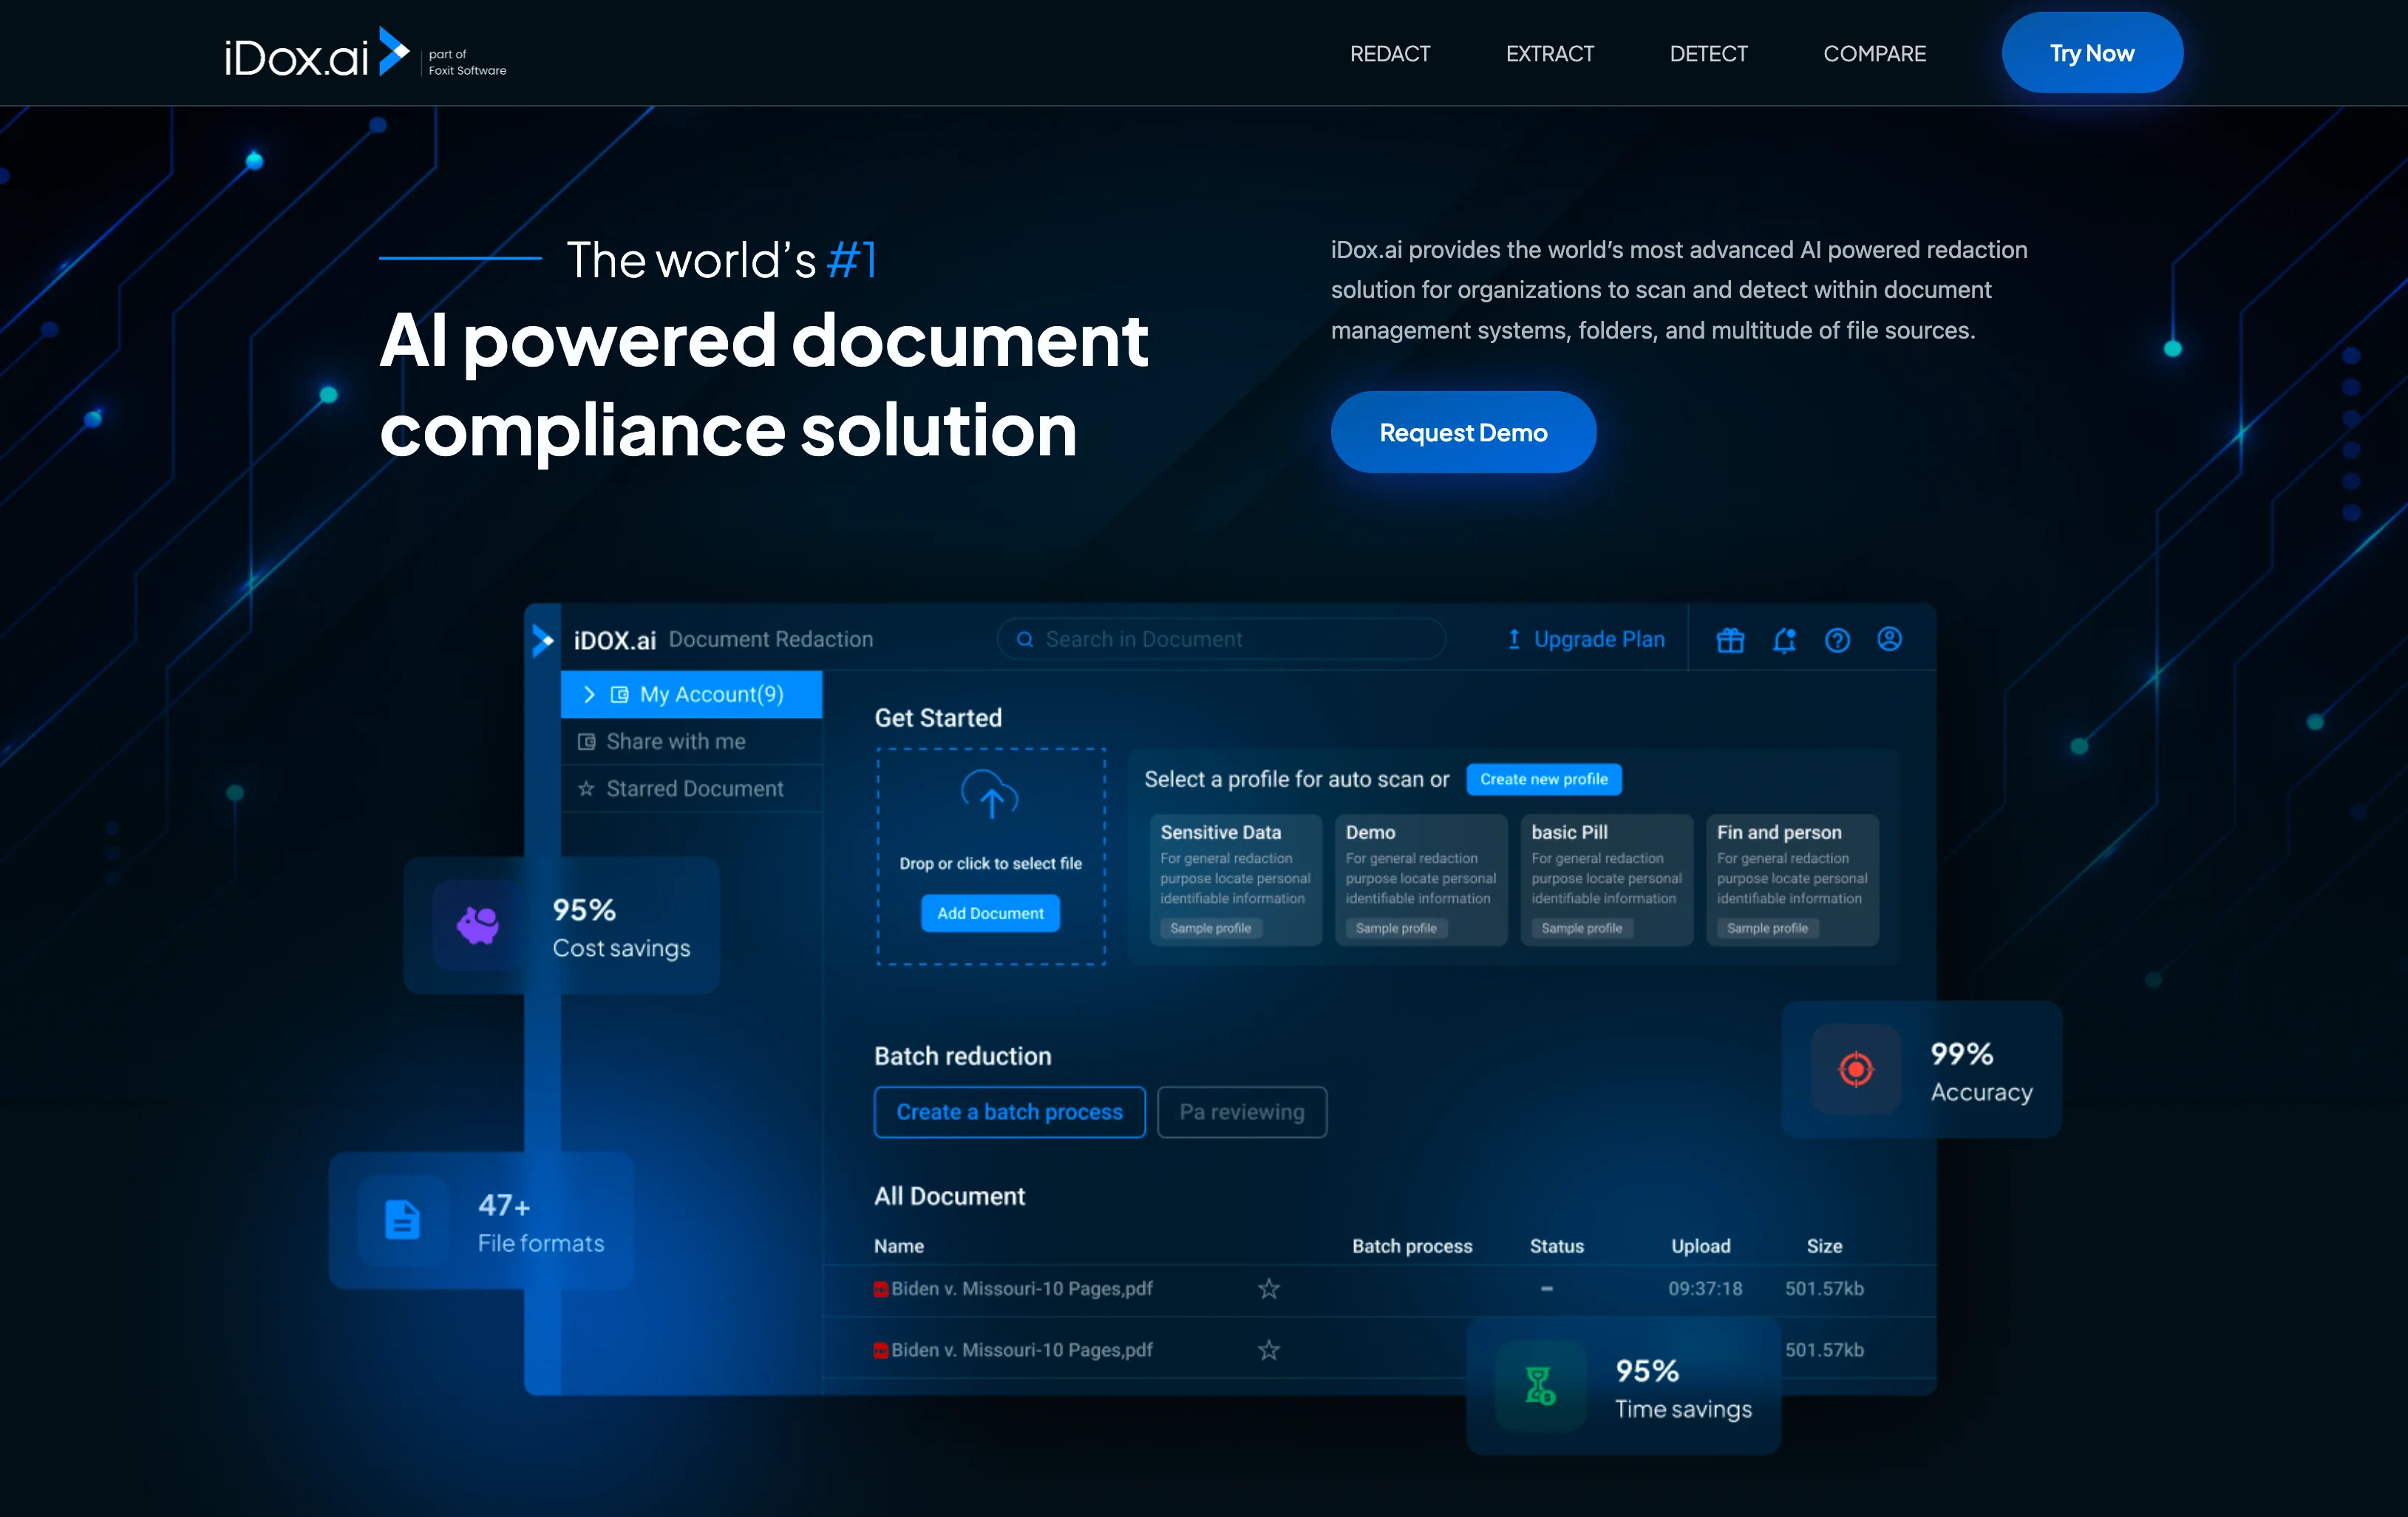 iDox.ai
part of
Foxit Software
REDACT
EXTRACT
DETECT
COMPARE
Try Now
The world's #1
AI powered document
compliance solution
iDox.ai provides the world's most advanced AI powered redaction
solution for organizations to scan and detect within document
management systems, folders, and multitude of file sources.
Request Demo
iDOX.ai Document Redaction
Search in Document
Upgrade Plan
My Account(9)
Share with me
Starred Document
Get Started
Drop or click to select file
Add Document
Select a profile for auto scan or
Create new profile
Sensitive Data
For general redaction
purpose locate personal
identifiable information
Sample profile
Demo
For general redaction
purpose locate personal
identifiable information
Sample profile
basic Pill
For general redaction
purpose locate personal
identifiable information
Sample profile
Fin and person
For general redaction
purpose locate personal
identifiable information
Sample profile
95%
Cost savings
99%
Accuracy
Batch reduction
Create a batch process
Pa reviewing
47+
File formats
All Document
Name Batch process Status Upload Size
Biden v. Missouri-10 Pages,pdf – 09:37:18 501.57kb
Biden v. Missouri-10 Pages,pdf 501.57kb
95%
Time savings